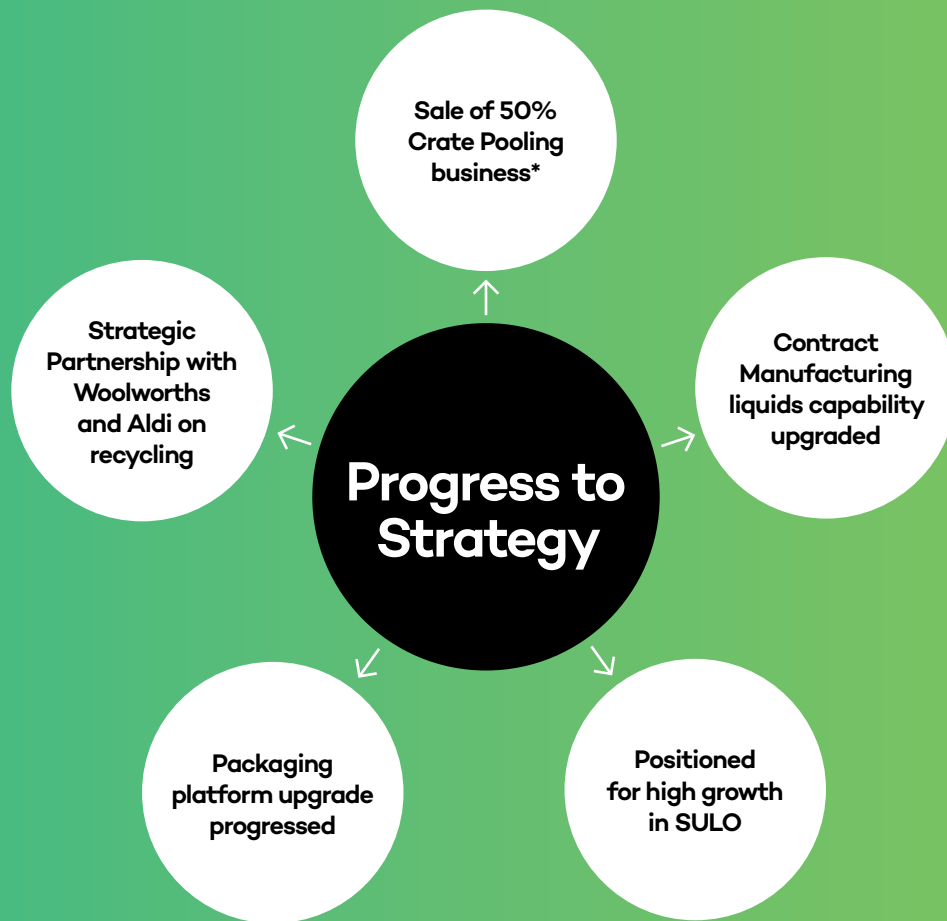 Sale of 50%
Crate Pooling
business*
Strategic
Partnership with
Woolworths
and Aldi on
recycling
Contract
Manufacturing
liquids capability
upgraded
Progress to
Strategy
Packaging
platform upgrade
progressed
Positioned
for high growth
in SULO